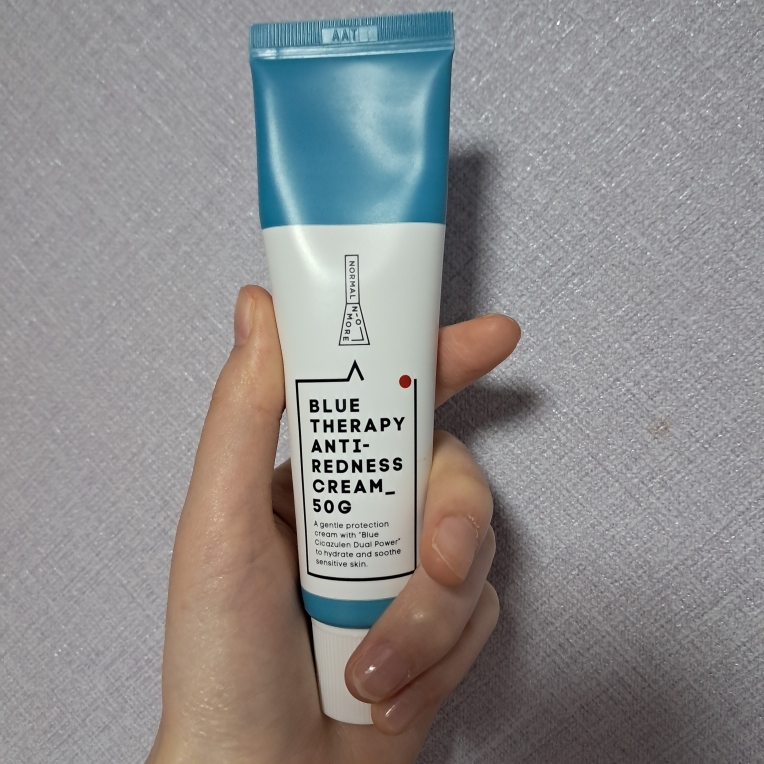 AAT
NORMAL
NO
MORE
BLUE
THERAPY
ANTI-
REDNESS
CREAM_
50G
A gentle protection
cream with "Blue
Cicazulen Dual Power"
to hydrate and soothe
sensitive skin.